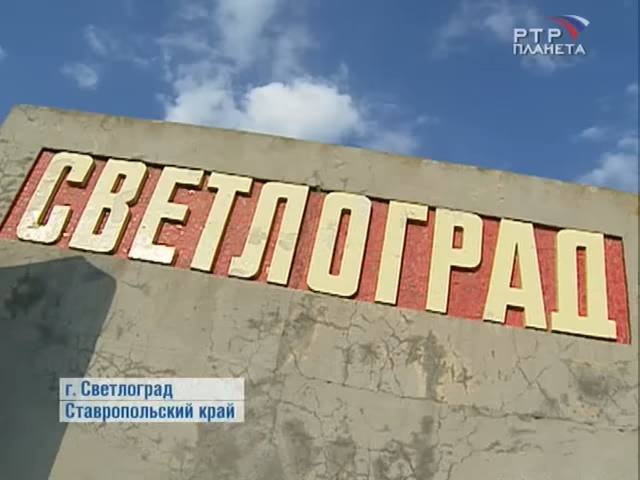 РТР
ПЛАНЕТА
СВЕТЛОГРАД
г. Светлоград
Ставропольский край